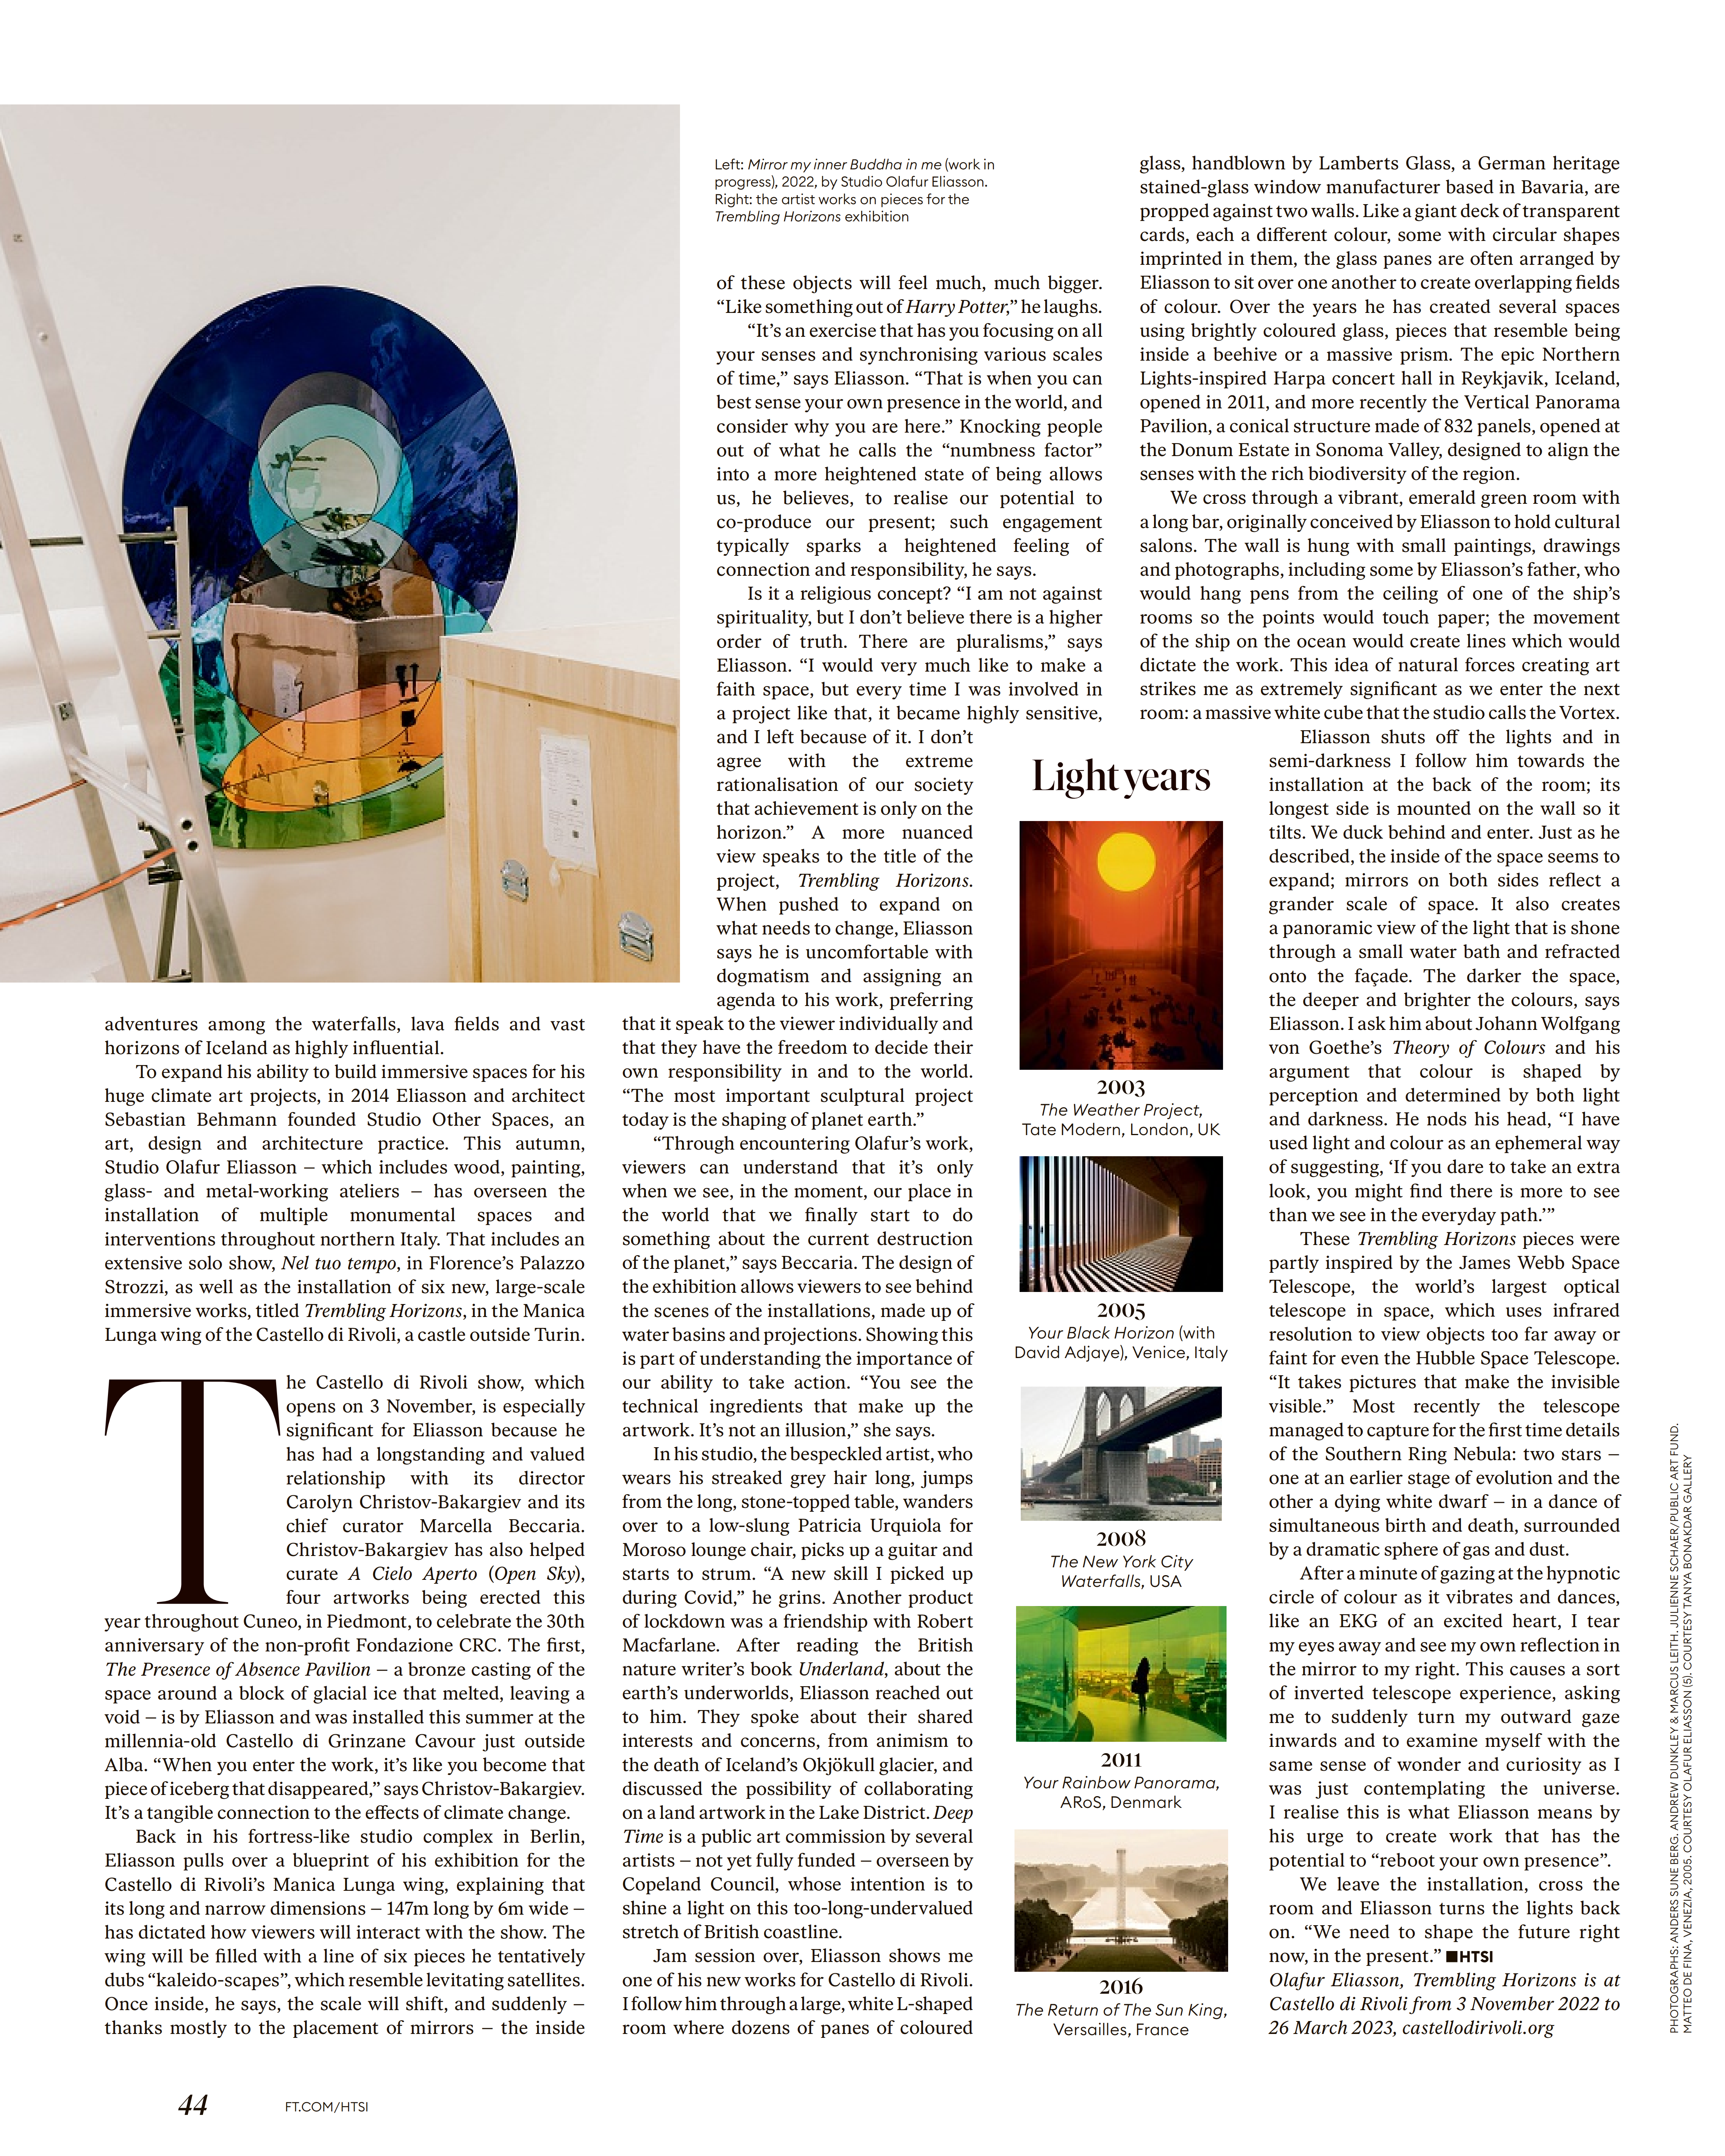 Left: Mirror my inner Buddha in me (work in
progress), 2022, by Studio Olafur Eliasson.
Right: the artist works on pieces for the
Trembling Horizons exhibition
adventures among the waterfalls, lava fields and vast
horizons of Iceland as highly influential.
To expand his ability to build immersive spaces for his
huge climate art projects, in 2014 Eliasson and architect
Sebastian Behmann founded Studio Other Spaces, an
art, design and architecture practice. This autumn,
Studio Olafur Eliasson – which includes wood, painting,
glass- and metal-working ateliers – has overseen the
installation of multiple monumental spaces and
interventions throughout northern Italy. That includes an
extensive solo show, Nel tuo tempo, in Florence’s Palazzo
Strozzi, as well as the installation of six new, large-scale
immersive works, titled Trembling Horizons, in the Manica
Lunga wing of the Castello di Rivoli, a castle outside Turin.
The Castello di Rivoli show, which
opens on 3 November, is especially
significant for Eliasson because he
has had a longstanding and valued
relationship with its director
Carolyn Christov-Bakargiev and its
chief curator Marcella Beccaria.
Christov-Bakargiev has also helped
curate A Cielo Aperto (Open Sky),
four artworks being erected this
year throughout Cuneo, in Piedmont, to celebrate the 30th
anniversary of the non-profit Fondazione CRC. The first,
The Presence of Absence Pavilion – a bronze casting of the
space around a block of glacial ice that melted, leaving a
void – is by Eliasson and was installed this summer at the
millennia-old Castello di Grinzane Cavour just outside
Alba. “When you enter the work, it’s like you become that
piece of iceberg that disappeared,” says Christov-Bakargiev.
It’s a tangible connection to the effects of climate change.
Back in his fortress-like studio complex in Berlin,
Eliasson pulls over a blueprint of his exhibition for the
Castello di Rivoli’s Manica Lunga wing, explaining that
its long and narrow dimensions – 147m long by 6m wide –
has dictated how viewers will interact with the show. The
wing will be filled with a line of six pieces he tentatively
dubs “kaleido-scapes”, which resemble levitating satellites.
Once inside, he says, the scale will shift, and suddenly –
thanks mostly to the placement of mirrors – the inside
of these objects will feel much, much bigger.
“Like something out of Harry Potter,” he laughs.
“It’s an exercise that has you focusing on all
your senses and synchronising various scales
of time,” says Eliasson. “That is when you can
best sense your own presence in the world, and
consider why you are here.” Knocking people
out of what he calls the “numbness factor”
into a more heightened state of being allows
us, he believes, to realise our potential to
co-produce our present; such engagement
typically sparks a heightened feeling of
connection and responsibility, he says.
Is it a religious concept? “I am not against
spirituality, but I don’t believe there is a higher
order of truth. There are pluralisms,” says
Eliasson. “I would very much like to make a
faith space, but every time I was involved in
a project like that, it became highly sensitive,
and I left because of it. I don’t
agree with the extreme
rationalisation of our society
that achievement is only on the
horizon.” A more nuanced
view speaks to the title of the
project, Trembling Horizons.
When pushed to expand on
what needs to change, Eliasson
says he is uncomfortable with
dogmatism and assigning an
agenda to his work, preferring
that it speak to the viewer individually and
that they have the freedom to decide their
own responsibility in and to the world.
“The most important sculptural project
today is the shaping of planet earth.”
“Through encountering Olafur’s work,
viewers can understand that it’s only
when we see, in the moment, our place in
the world that we finally start to do
something about the current destruction
of the planet,” says Beccaria. The design of
the exhibition allows viewers to see behind
the scenes of the installations, made up of
water basins and projections. Showing this
is part of understanding the importance of
our ability to take action. “You see the
technical ingredients that make up the
artwork. It’s not an illusion,” she says.
In his studio, the bespeckled artist, who
wears his streaked grey hair long, jumps
from the long, stone-topped table, wanders
over to a low-slung Patricia Urquiola for
Moroso lounge chair, picks up a guitar and
starts to strum. “A new skill I picked up
during Covid,” he grins. Another product
of lockdown was a friendship with Robert
Macfarlane. After reading the British
nature writer’s book Underland, about the
earth’s underworlds, Eliasson reached out
to him. They spoke about their shared
interests and concerns, from animism to
the death of Iceland’s Okjökull glacier, and
discussed the possibility of collaborating
on a land artwork in the Lake District. Deep
Time is a public art commission by several
artists – not yet fully funded – overseen by
Copeland Council, whose intention is to
shine a light on this too-long-undervalued
stretch of British coastline.
Jam session over, Eliasson shows me
one of his new works for Castello di Rivoli.
I follow him through a large, white L-shaped
room where dozens of panes of coloured
glass, handblown by Lamberts Glass, a German heritage
stained-glass window manufacturer based in Bavaria, are
propped against two walls. Like a giant deck of transparent
cards, each a different colour, some with circular shapes
imprinted in them, the glass panes are often arranged by
Eliasson to sit over one another to create overlapping fields
of colour. Over the years he has created several spaces
using brightly coloured glass, pieces that resemble being
inside a beehive or a massive prism. The epic Northern
Lights-inspired Harpa concert hall in Reykjavik, Iceland,
opened in 2011, and more recently the Vertical Panorama
Pavilion, a conical structure made of 832 panels, opened at
the Donum Estate in Sonoma Valley, designed to align the
senses with the rich biodiversity of the region.
We cross through a vibrant, emerald green room with
a long bar, originally conceived by Eliasson to hold cultural
salons. The wall is hung with small paintings, drawings
and photographs, including some by Eliasson’s father, who
would hang pens from the ceiling of one of the ship’s
rooms so the points would touch paper; the movement
of the ship on the ocean would create lines which would
dictate the work. This idea of natural forces creating art
strikes me as extremely significant as we enter the next
room: a massive white cube that the studio calls the Vortex.
Eliasson shuts off the lights and in
semi-darkness I follow him towards the
installation at the back of the room; its
longest side is mounted on the wall so it
tilts. We duck behind and enter. Just as he
described, the inside of the space seems to
expand; mirrors on both sides reflect a
grander scale of space. It also creates
a panoramic view of the light that is shone
through a small water bath and refracted
onto the façade. The darker the space,
the deeper and brighter the colours, says
Eliasson. I ask him about Johann Wolfgang
von Goethe’s Theory of Colours and his
argument that colour is shaped by
perception and determined by both light
and darkness. He nods his head, “I have
used light and colour as an ephemeral way
of suggesting, ‘If you dare to take an extra
look, you might find there is more to see
than we see in the everyday path.’”
These Trembling Horizons pieces were
partly inspired by the James Webb Space
Telescope, the world’s largest optical
telescope in space, which uses infrared
resolution to view objects too far away or
faint for even the Hubble Space Telescope.
“It takes pictures that make the invisible
visible.” Most recently the telescope
managed to capture for the first time details
of the Southern Ring Nebula: two stars –
one at an earlier stage of evolution and the
other a dying white dwarf – in a dance of
simultaneous birth and death, surrounded
by a dramatic sphere of gas and dust.
After a minute of gazing at the hypnotic
circle of colour as it vibrates and dances,
like an EKG of an excited heart, I tear
my eyes away and see my own reflection in
the mirror to my right. This causes a sort
of inverted telescope experience, asking
me to suddenly turn my outward gaze
inwards and to examine myself with the
same sense of wonder and curiosity as I
was just contemplating the universe.
I realise this is what Eliasson means by
his urge to create work that has the
potential to “reboot your own presence”.
We leave the installation, cross the
room and Eliasson turns the lights back
on. “We need to shape the future right
now, in the present.” ■HTSI
Olafur Eliasson, Trembling Horizons is at
Castello di Rivoli from 3 November 2022 to
26 March 2023, castellodirivoli.org
Light years
2003
The Weather Project,
Tate Modern, London, UK
2005
Your Black Horizon (with
David Adjaye), Venice, Italy
2008
The New York City
Waterfalls, USA
2011
Your Rainbow Panorama,
ARoS, Denmark
2016
The Return of The Sun King,
Versailles, France
PHOTOGRAPHS: ANDERS SUNE BERG. ANDREW DUNKLEY & MARCUS LEITH. JULIENNE SCHAER/PUBLIC ART FUND.
MATTEO DE FINA, VENEZIA, 2005. COURTESY OLAFUR ELIASSON (5). COURTESY TANYA BONAKDAR GALLERY
44
FT.COM/HTSI